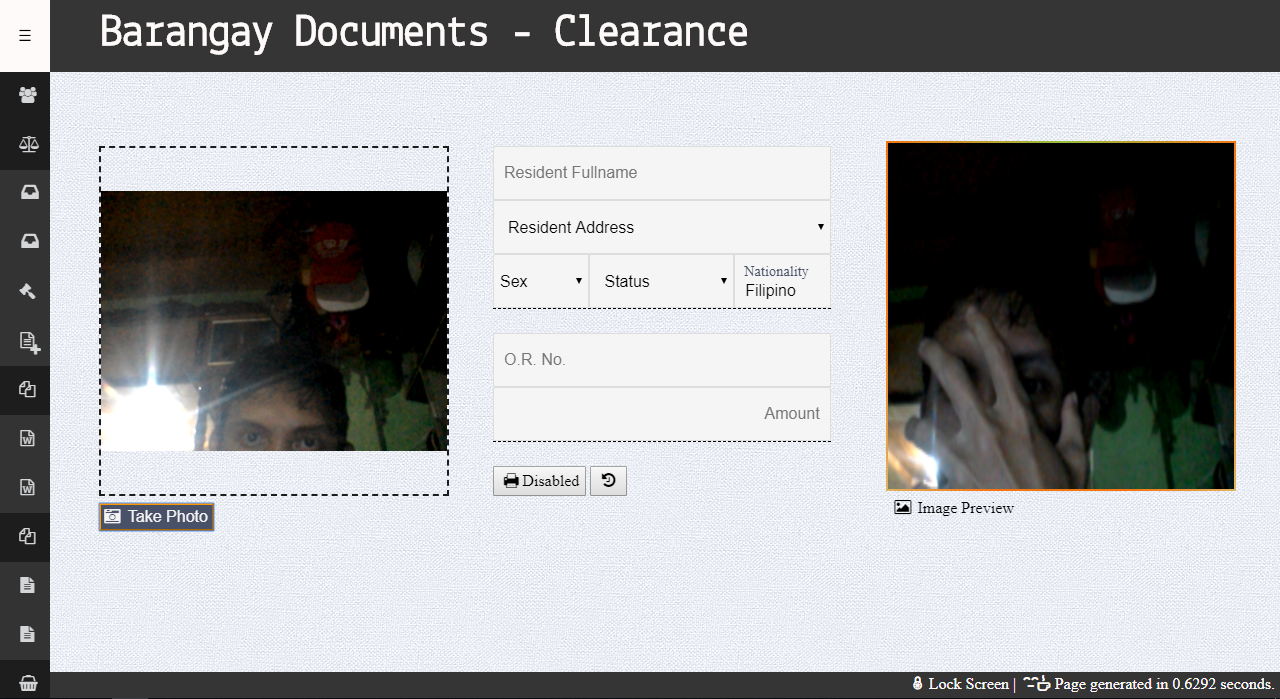 ☰ Barangay Documents - Clearance
Resident Fullname
Resident Address
Sex Status Nationality
Filipino
O.R. No.
Amount
Disabled
Take Photo
Image Preview
Lock Screen | Page generated in 0.6292 seconds.